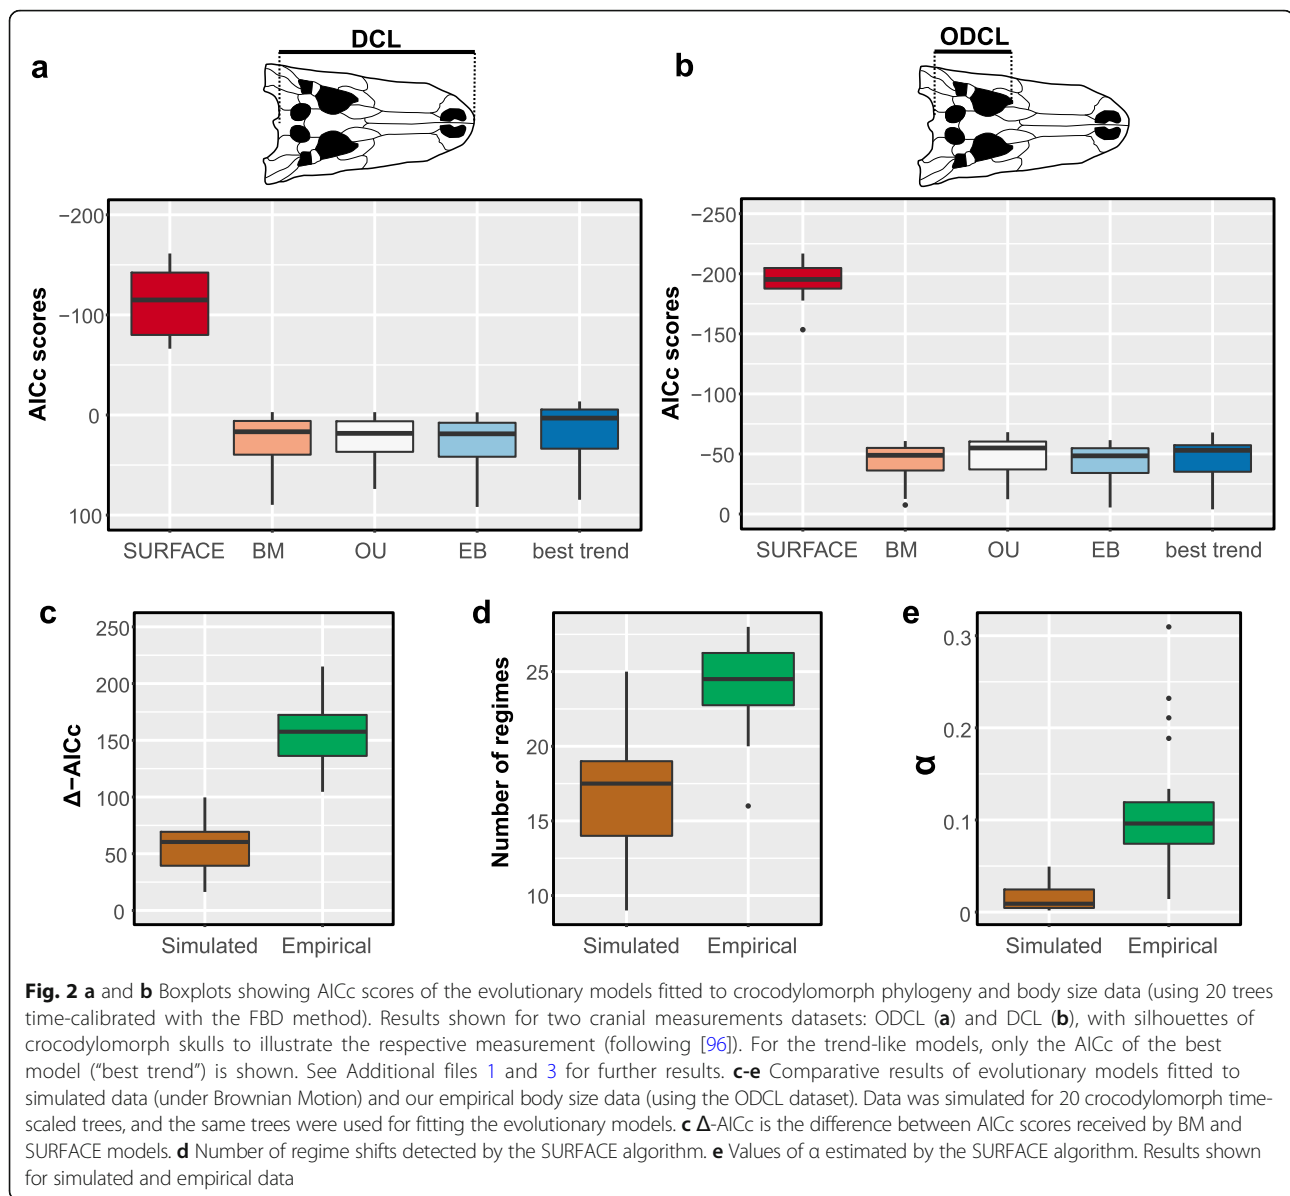 DCL
ODCL
a
b
−200
−100
0
100
AICc scores
SURFACE BM OU EB best trend
−250
−200
−150
−100
−50
0
AICc scores
SURFACE BM OU EB best trend
c
250
200
150
100
50
0
Δ−AICc
Simulated Empirical
d
25
20
15
10
Number of regimes
Simulated Empirical
e
0.3
0.2
0.1
0
α
Simulated Empirical
Fig. 2 a and b Boxplots showing AICc scores of the evolutionary models fitted to crocodylomorph phylogeny and body size data (using 20 trees
time-calibrated with the FBD method). Results shown for two cranial measurements datasets: ODCL (a) and DCL (b), with silhouettes of
crocodylomorph skulls to illustrate the respective measurement (following [96]). For the trend-like models, only the AICc of the best
model (“best trend”) is shown. See Additional files 1 and 3 for further results. c-e Comparative results of evolutionary models fitted to
simulated data (under Brownian Motion) and our empirical body size data (using the ODCL dataset). Data was simulated for 20 crocodylomorph time-
scaled trees, and the same trees were used for fitting the evolutionary models. c Δ-AICc is the difference between AICc scores received by BM and
SURFACE models. d Number of regime shifts detected by the SURFACE algorithm. e Values of α estimated by the SURFACE algorithm. Results shown
for simulated and empirical data